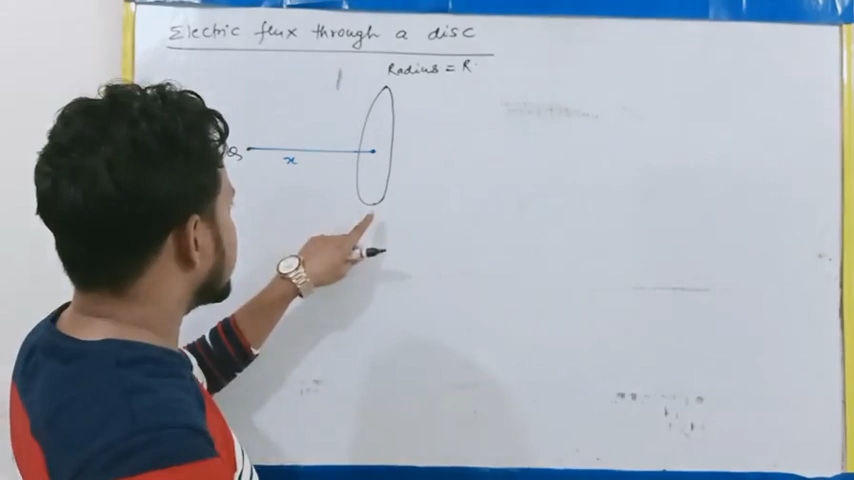 Electric flux through a disc
Radius = R
Q
x